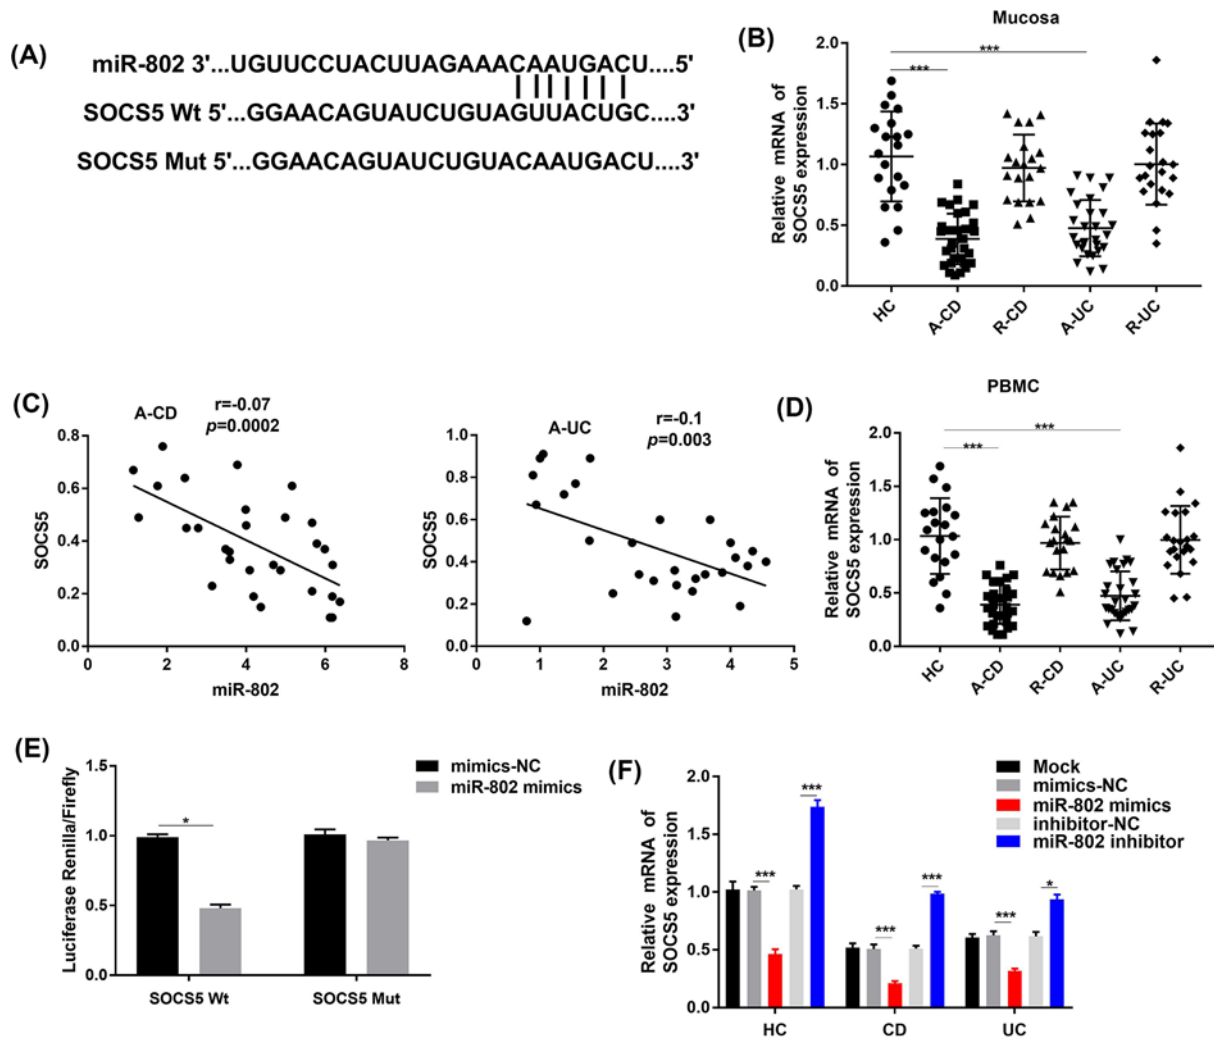 (A)
miR-802 3'...UGUUCCUACUUAGAAACAAUGACU....5'
SOCS5 Wt 5'...GGAACAGUAUCUGUAGUUACUGC....3'
SOCS5 Mut 5'...GGAACAGUAUCUGUACAAUGACU....3'
(B)
Mucosa
Relative mRNA of
SOCS5 expression
2.0
1.5
1.0
0.5
0.0
***
***
HC
A-CD
R-CD
A-UC
R-UC
(C)
A-CD
r=-0.07
p=0.0002
SOCS5
0.8
0.6
0.4
0.2
0.0
0
2
4
6
8
miR-802
A-UC
r=-0.1
p=0.003
SOCS5
1.0
0.8
0.6
0.4
0.2
0.0
0
1
2
3
4
5
miR-802
(D)
PBMC
Relative mRNA of
SOCS5 expression
2.0
1.5
1.0
0.5
0.0
***
***
HC
A-CD
R-CD
A-UC
R-UC
(E)
Luciferase Renilla/Firefly
1.5
1.0
0.5
0.0
*
mimics-NC
miR-802 mimics
SOCS5 Wt
SOCS5 Mut
(F)
Relative mRNA of
SOCS5 expression
2.0
1.5
1.0
0.5
0.0
***
***
***
***
***
*
Mock
mimics-NC
miR-802 mimics
inhibitor-NC
miR-802 inhibitor
HC
CD
UC